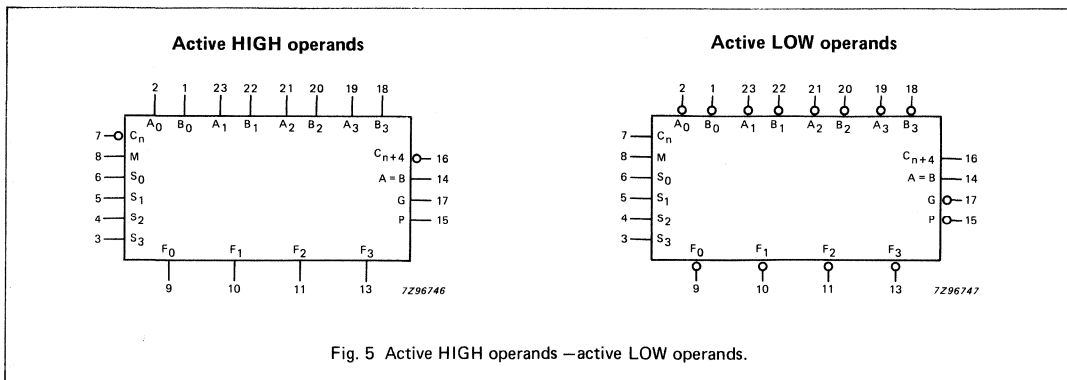 Active HIGH operands
Active LOW operands
2 1 23 22 21 20 19 18
A0 B0 A1 B1 A2 B2 A3 B3
7 Cn
8 M
6 S0
5 S1
4 S2
3 S3
Cn+4 16
A = B 14
G 17
P 15
F0 F1 F2 F3
9 10 11 13
7Z96746
2 1 23 22 21 20 19 18
A0 B0 A1 B1 A2 B2 A3 B3
7 Cn
8 M
6 S0
5 S1
4 S2
3 S3
Cn+4 16
A = B 14
G 17
P 15
F0 F1 F2 F3
9 10 11 13
7Z96747
Fig. 5 Active HIGH operands —active LOW operands.